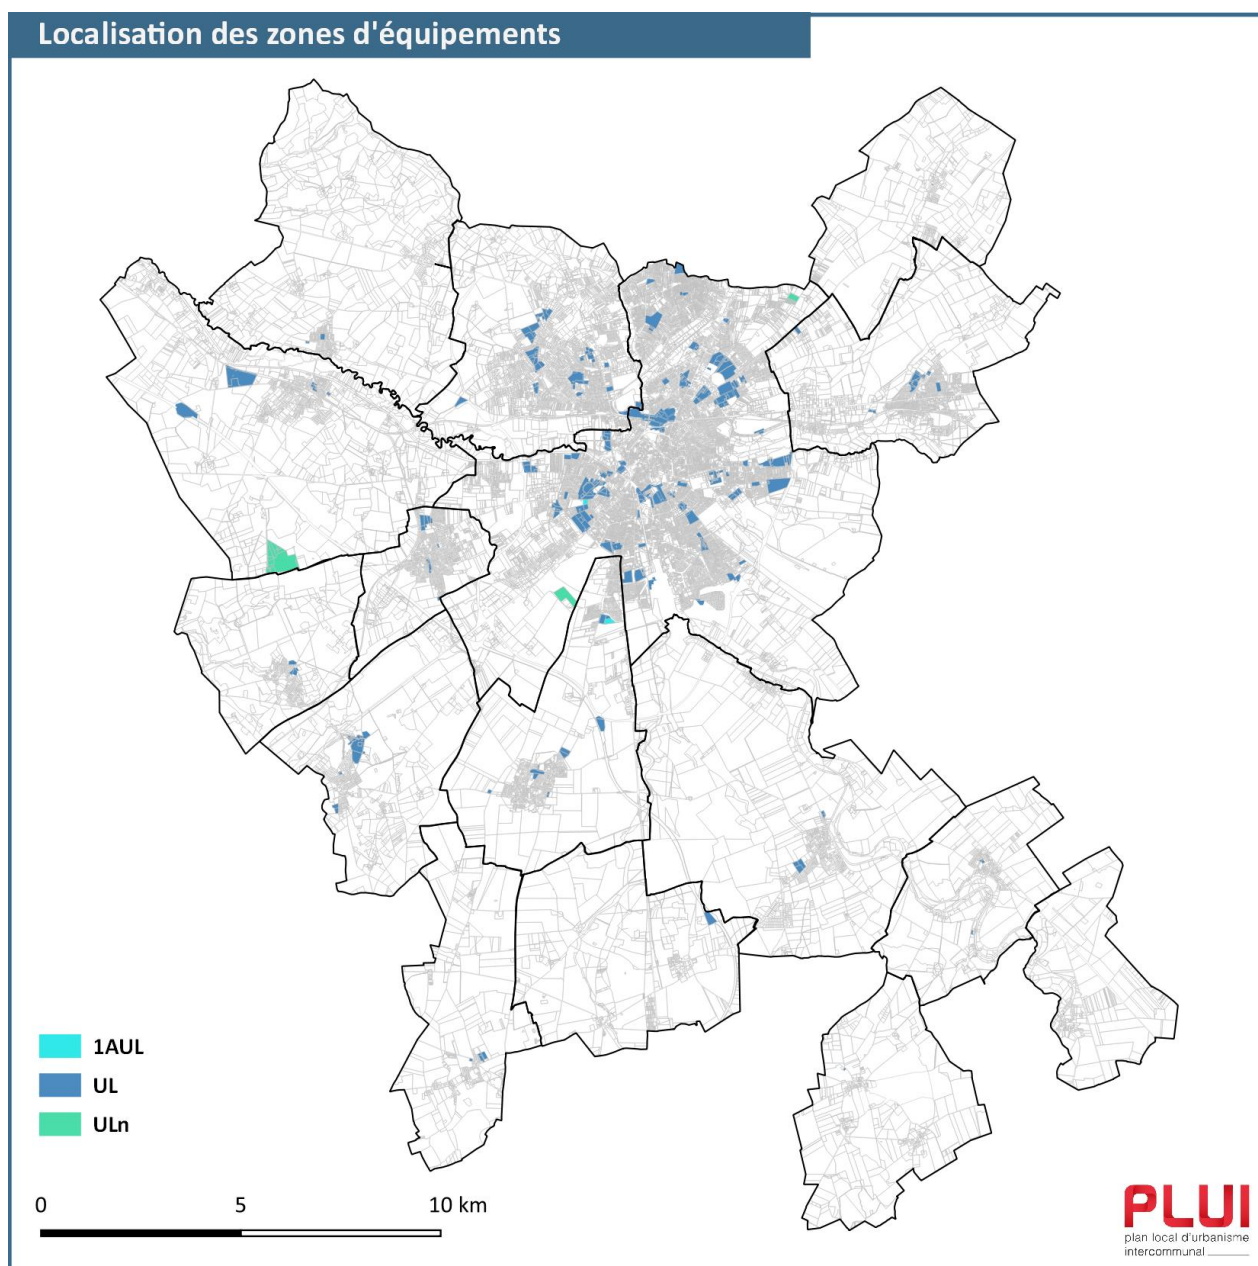 Localisation des zones d'équipements
1AUL
UL
ULn
0 5 10 km
PLUI
plan local d'urbanisme
intercommunal